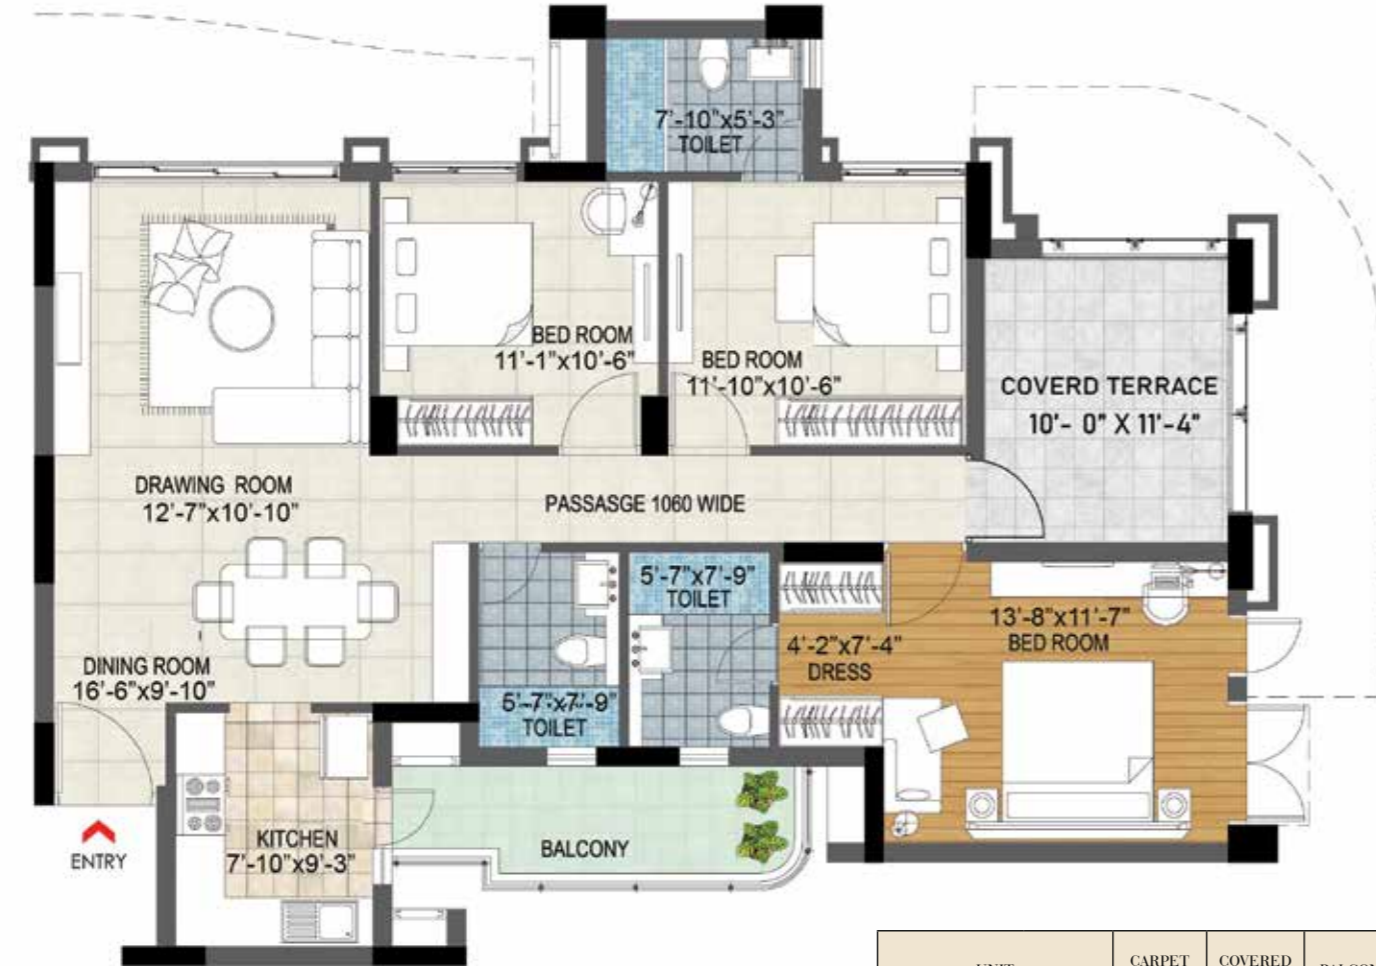 7'-10"x5'-3"
TOILET
BED ROOM
11'-1"x10'-6"
BED ROOM
11'-10"x10'-6"
COVERD TERRACE
10'- 0" X 11'-4"
DRAWING ROOM
12'-7"x10'-10"
PASSASGE 1060 WIDE
5'-7"x7'-9"
TOILET
13'-8"x11'-7"
BED ROOM
4'-2"x7'-4"
DRESS
DINING ROOM
16'-6"x9'-10"
5'-7"x7'-9"
TOILET
KITCHEN
7'-10"x9'-3"
BALCONY
ENTRY
CARPET
COVERED